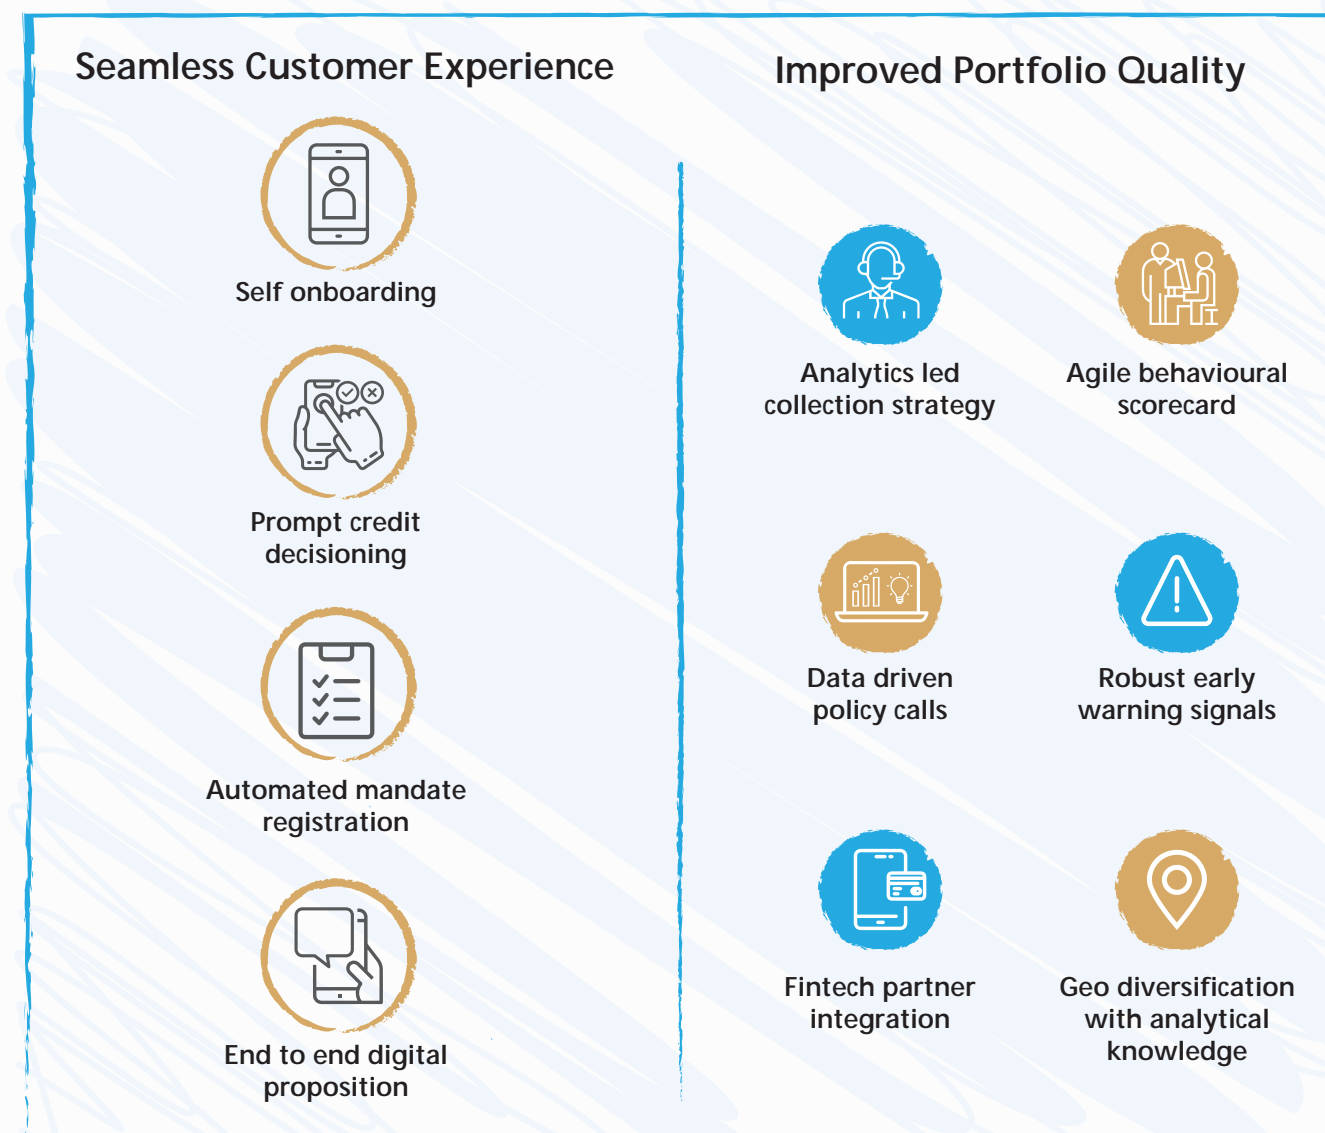 Seamless Customer Experience
Self onboarding
Prompt credit
decisioning
Automated mandate
registration
End to end digital
proposition
Improved Portfolio Quality
Analytics led
collection strategy
Agile behavioural
scorecard
Data driven
policy calls
Robust early
warning signals
Fintech partner
integration
Geo diversification
with analytical
knowledge